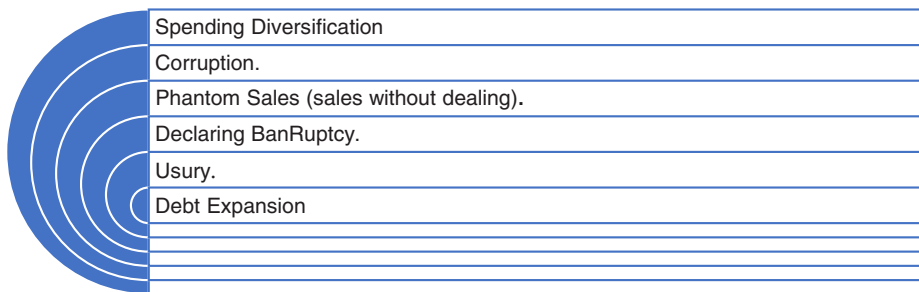 Spending Diversification
Corruption.
Phantom Sales (sales without dealing).
Declaring BanRuptcy.
Usury.
Debt Expansion